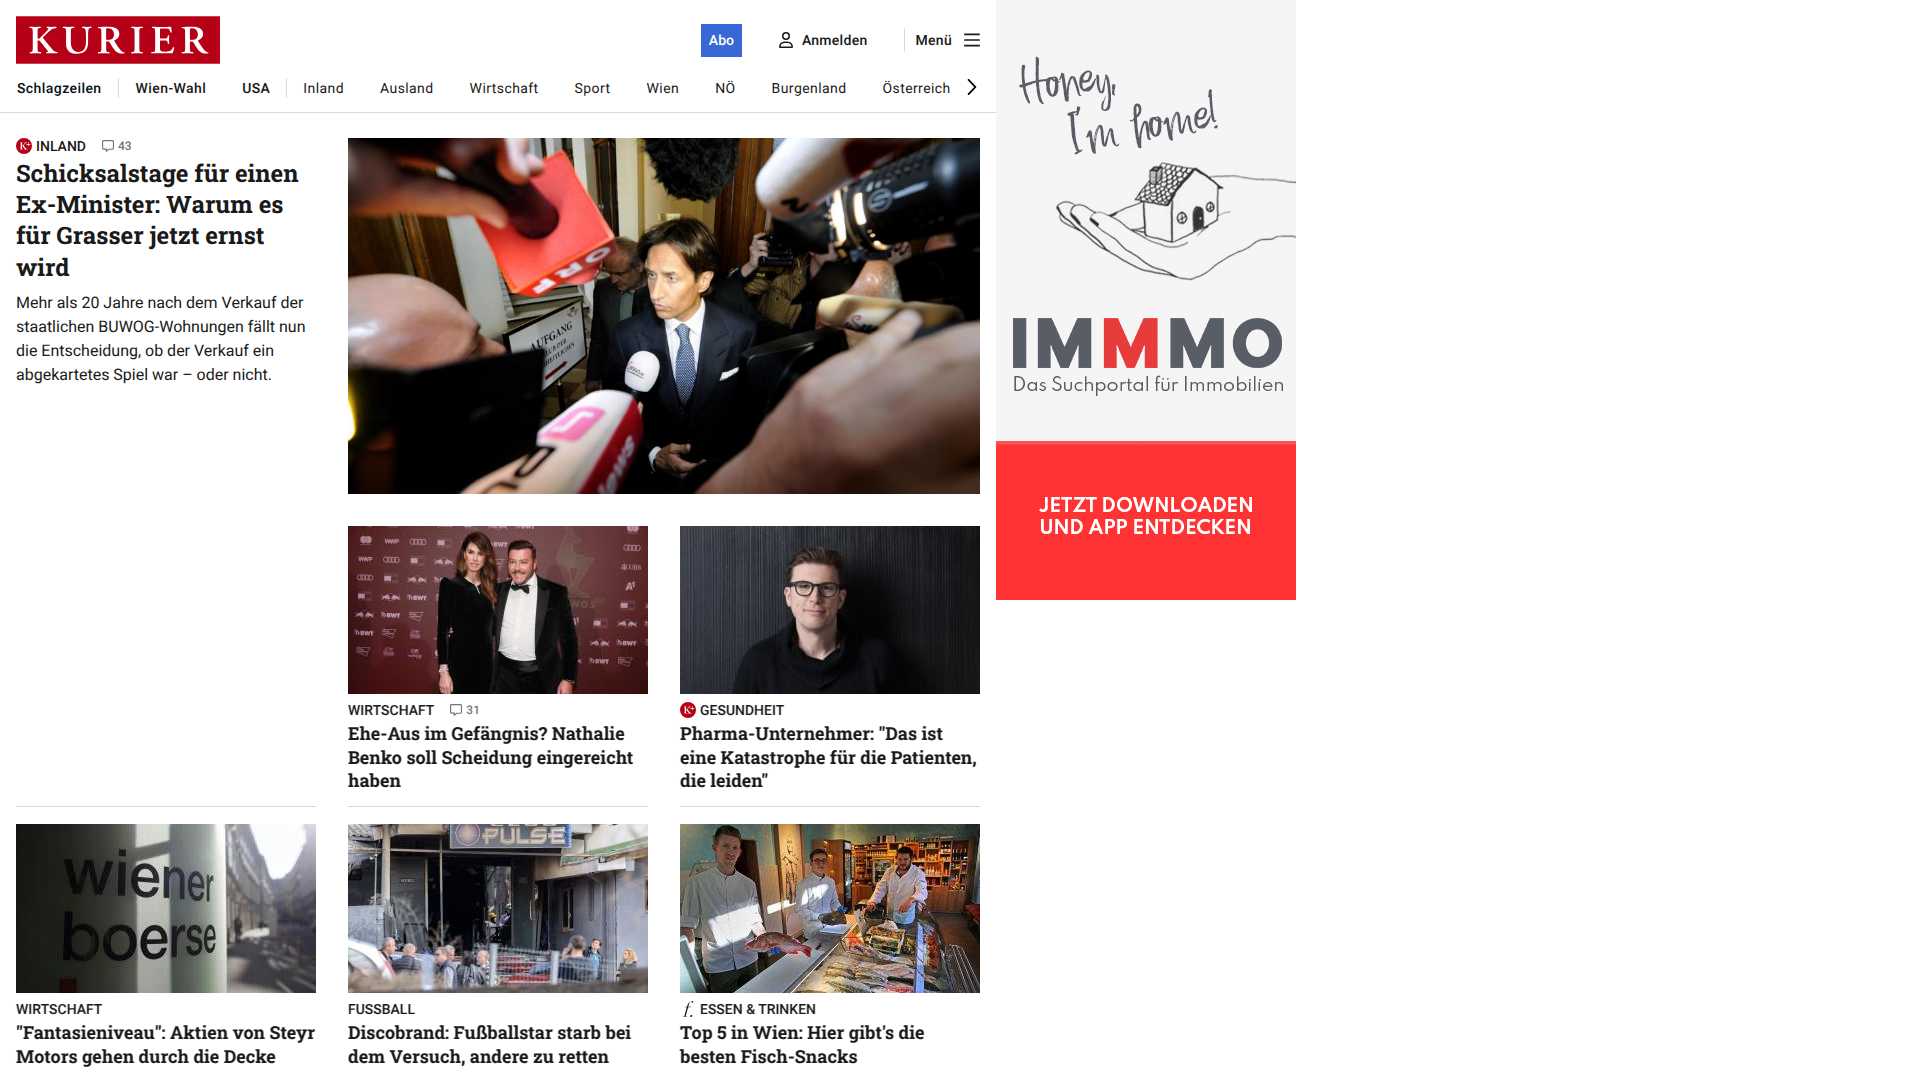 KURIER
Abo
Anmelden
Menü
Schlagzeilen
Wien-Wahl
USA
Inland
Ausland
Wirtschaft
Sport
Wien
NÖ
Burgenland
Österreich
INLAND 43
Schicksalstage für einen
Ex-Minister: Warum es
für Grasser jetzt ernst
wird
Mehr als 20 Jahre nach dem Verkauf der
staatlichen BUWOG-Wohnungen fällt nun
die Entscheidung, ob der Verkauf ein
abgekartetes Spiel war – oder nicht.
ORF
AUFGANG
news
WIRTSCHAFT 31
Ehe-Aus im Gefängnis? Nathalie
Benko soll Scheidung eingereicht
haben
K+ GESUNDHEIT
Pharma-Unternehmer: "Das ist
eine Katastrophe für die Patienten,
die leiden"
wiener
boerse
WIRTSCHAFT
"Fantasieniveau": Aktien von Steyr
Motors gehen durch die Decke
PULSE
FUSSBALL
Discobrand: Fußballstar starb bei
dem Versuch, andere zu retten
f. ESSEN & TRINKEN
Top 5 in Wien: Hier gibt's die
besten Fisch-Snacks
Honey,
I'm home!
IMMMO
Das Suchportal für Immobilien
JETZT DOWNLOADEN
UND APP ENTDECKEN